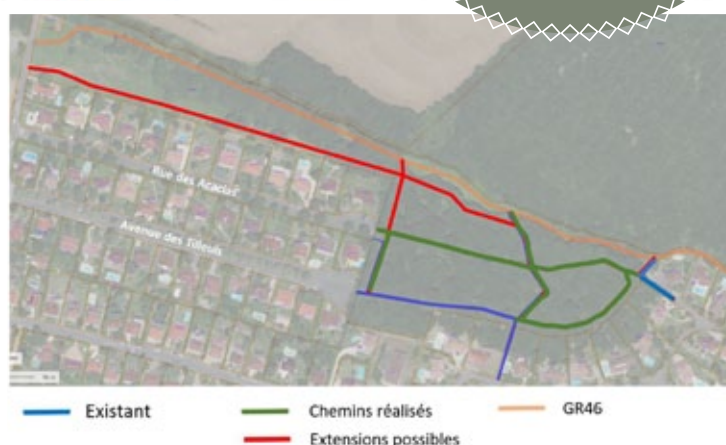 Rue des Acacias
Avenue des Tilleuls
Existant
Chemins réalisés
GR46
Extensions possibles